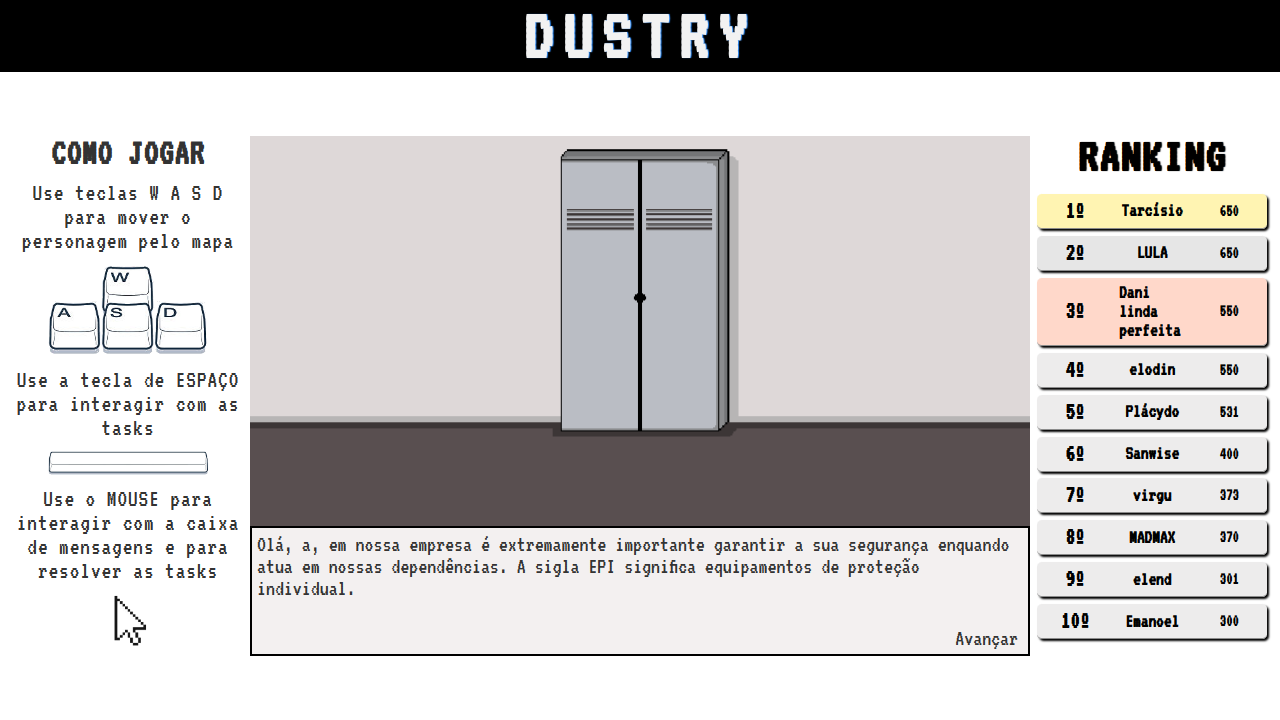 DUSTRY
COMO JOGAR
Use teclas W A S D
para mover o
personagem pelo mapa
W
A S D
Use a tecla de ESPAÇO
para interagir com as
tasks
Use o MOUSE para
interagir com a caixa
de mensagens e para
resolver as tasks
Olá, a, em nossa empresa é extremamente importante garantir a sua segurança enquando
atua em nossas dependências. A sigla EPI significa equipamentos de proteção
individual.
Avançar
RANKING
1º Tarcísio 650
2º LULA 650
3º Dani
linda
perfeita 550
4º elodin 550
5º Plácydo 531
6º Sanwise 400
7º virgu 373
8º MADMAX 370
9º elend 301
10º Emanoel 300